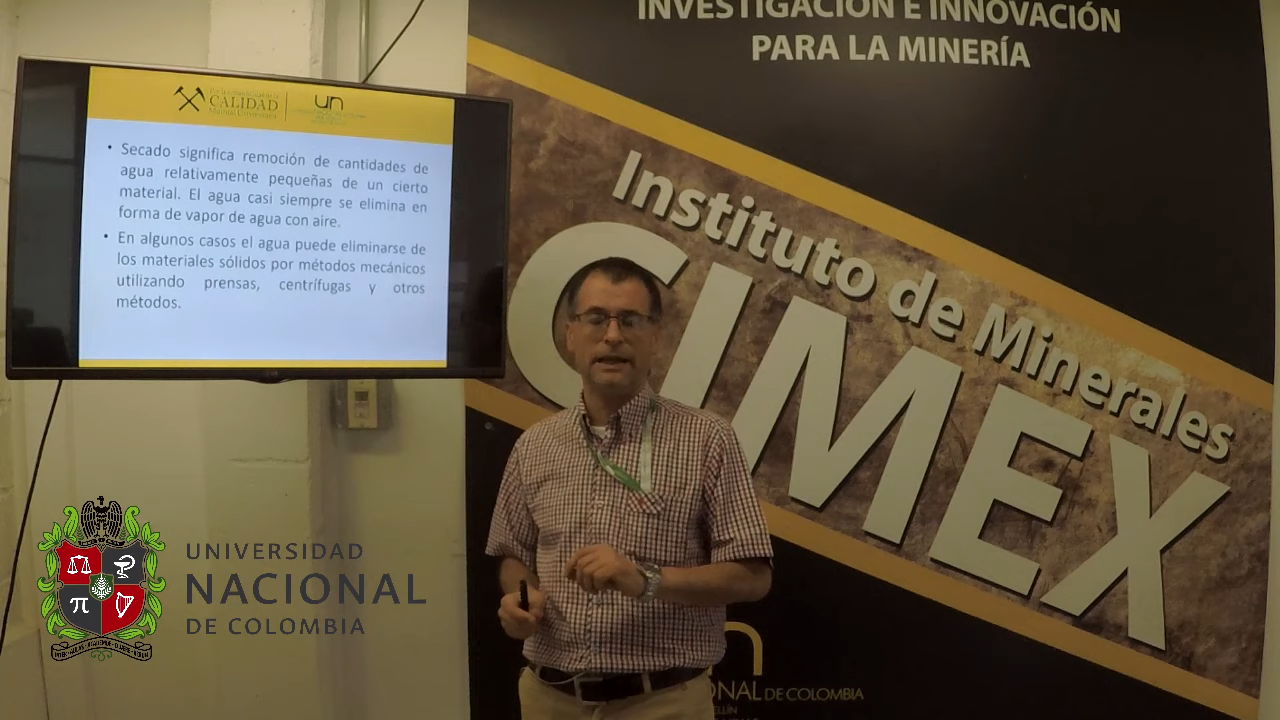 INVESTIGACIÓN E INNOVACIÓN
PARA LA MINERÍA
CALIDAD
un
• Secado significa remoción de cantidades de
agua relativamente pequeñas de un cierto
material. El agua casi siempre se elimina en
forma de vapor de agua con aire.
• En algunos casos el agua puede eliminarse de
los materiales sólidos por métodos mecánicos
utilizando prensas, centrífugas y otros
métodos.
Instituto de Minerales
CIMEX
UNIVERSIDAD
NACIONAL
DE COLOMBIA
π
ONAL DE COLOMBIA